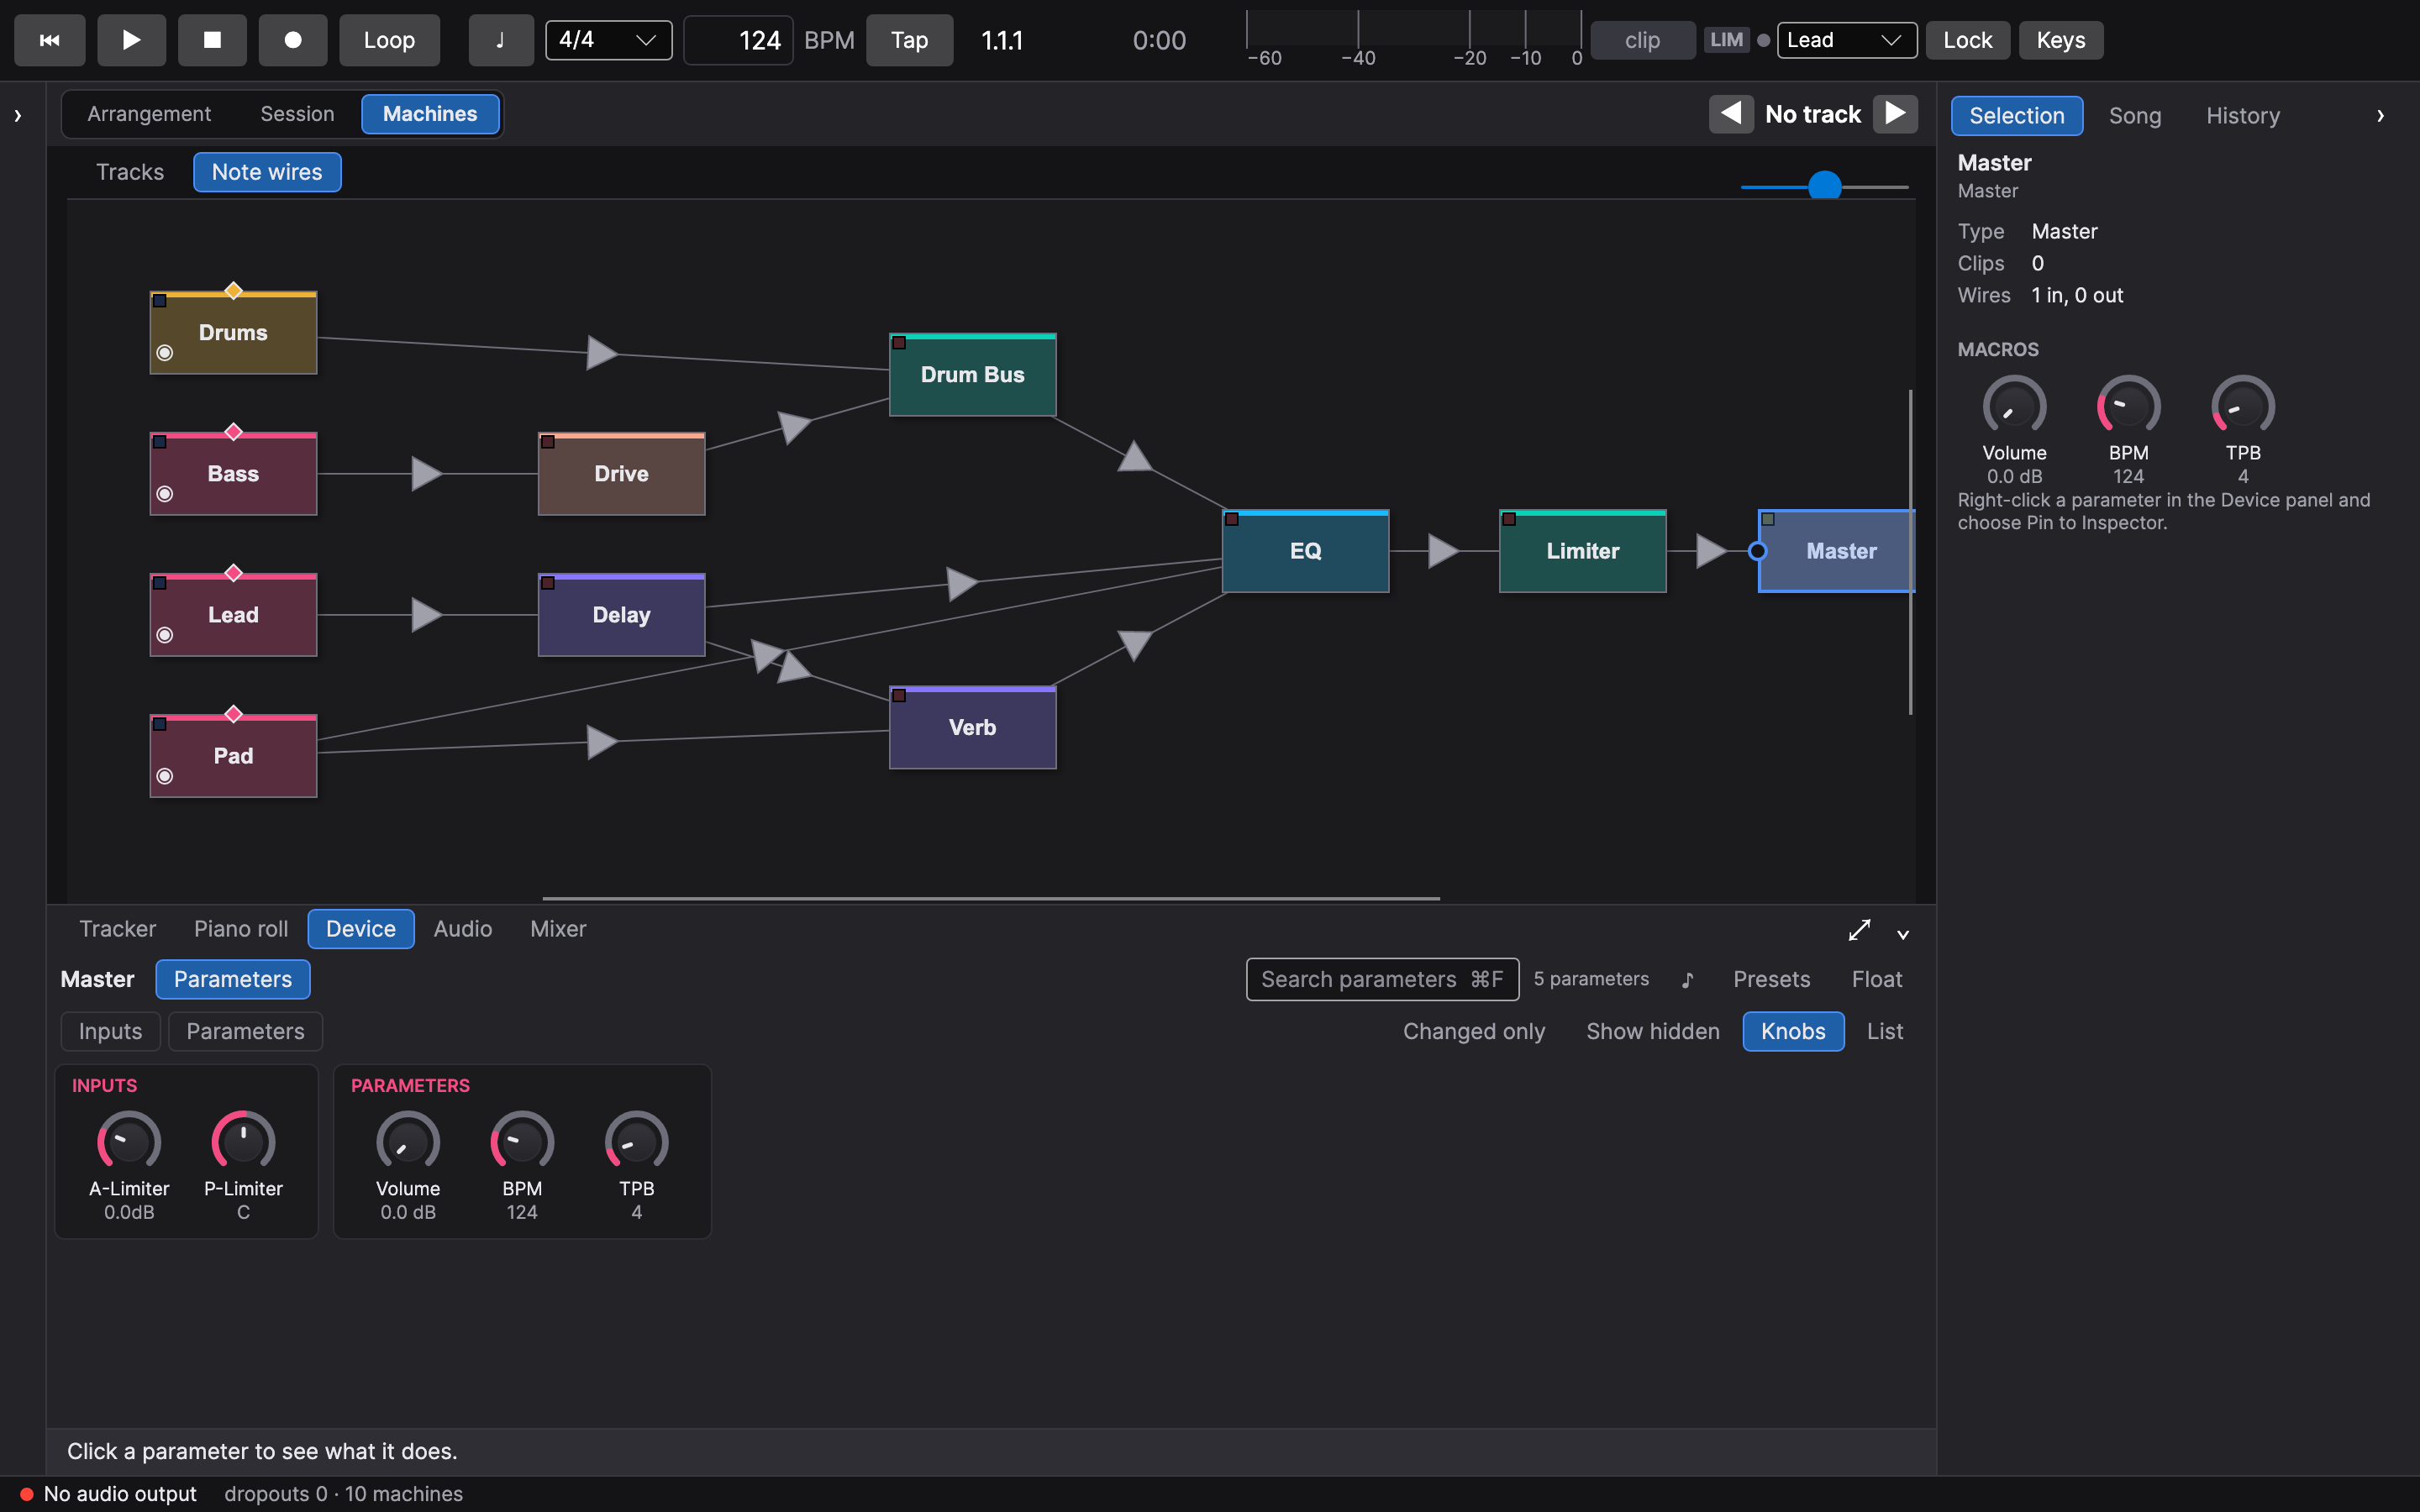 Loop
4/4
124 BPM
Tap
1.1.1
0:00
−60 −40 −20 −10 0
clip
LIM
Lead
Lock
Keys
Arrangement Session Machines
No track
Tracks Note wires
Drums
Bass
Lead
Pad
Drive
Delay
Drum Bus
Verb
EQ
Limiter
Master
Selection Song History
Master
Master
Type Master
Clips 0
Wires 1 in, 0 out
MACROS
Volume BPM TPB
0.0 dB 124 4
Right-click a parameter in the Device panel and
choose Pin to Inspector.
Tracker Piano roll Device Audio Mixer
Master Parameters
Search parameters ⌘F
5 parameters
Presets
Float
Inputs Parameters
Changed only Show hidden Knobs List
INPUTS
A-Limiter P-Limiter
0.0dB C
PARAMETERS
Volume BPM TPB
0.0 dB 124 4
Click a parameter to see what it does.
No audio output dropouts 0 · 10 machines